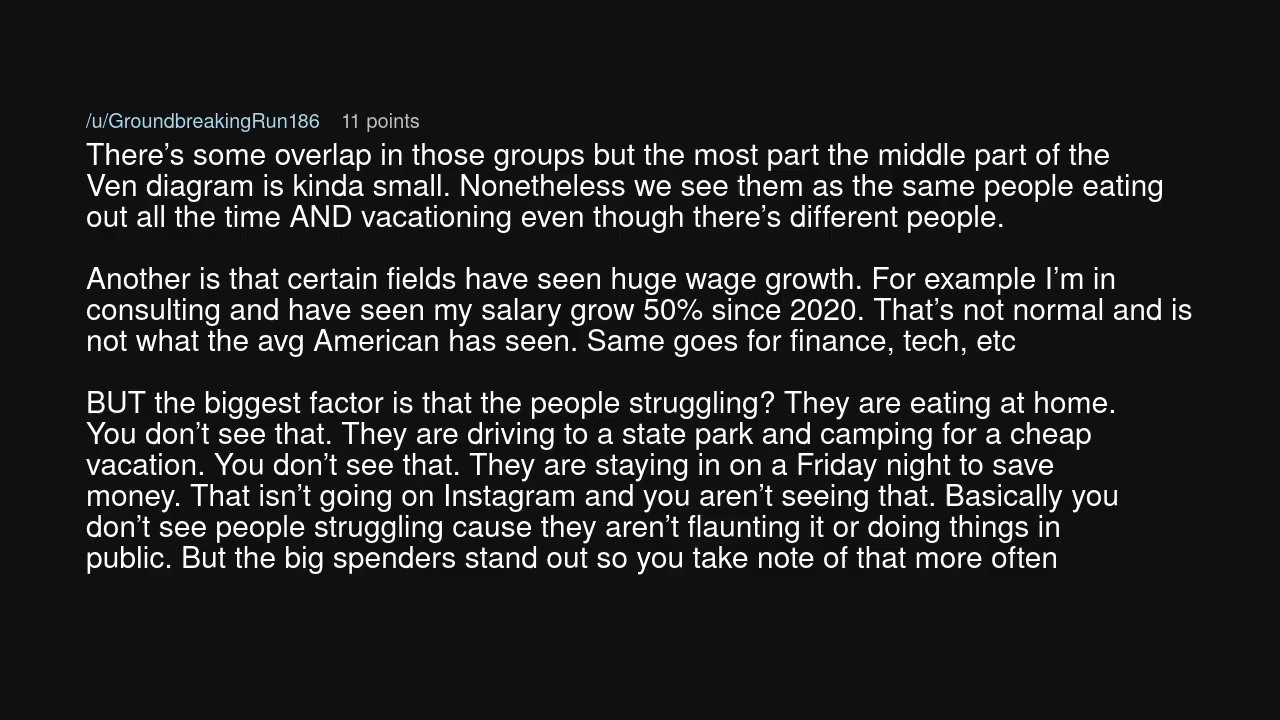 /u/GroundbreakingRun186 11 points
There’s some overlap in those groups but the most part the middle part of the
Ven diagram is kinda small. Nonetheless we see them as the same people eating
out all the time AND vacationing even though there’s different people.
Another is that certain fields have seen huge wage growth. For example I’m in
consulting and have seen my salary grow 50% since 2020. That’s not normal and is
not what the avg American has seen. Same goes for finance, tech, etc
BUT the biggest factor is that the people struggling? They are eating at home.
You don’t see that. They are driving to a state park and camping for a cheap
vacation. You don’t see that. They are staying in on a Friday night to save
money. That isn’t going on Instagram and you aren’t seeing that. Basically you
don’t see people struggling cause they aren’t flaunting it or doing things in
public. But the big spenders stand out so you take note of that more often